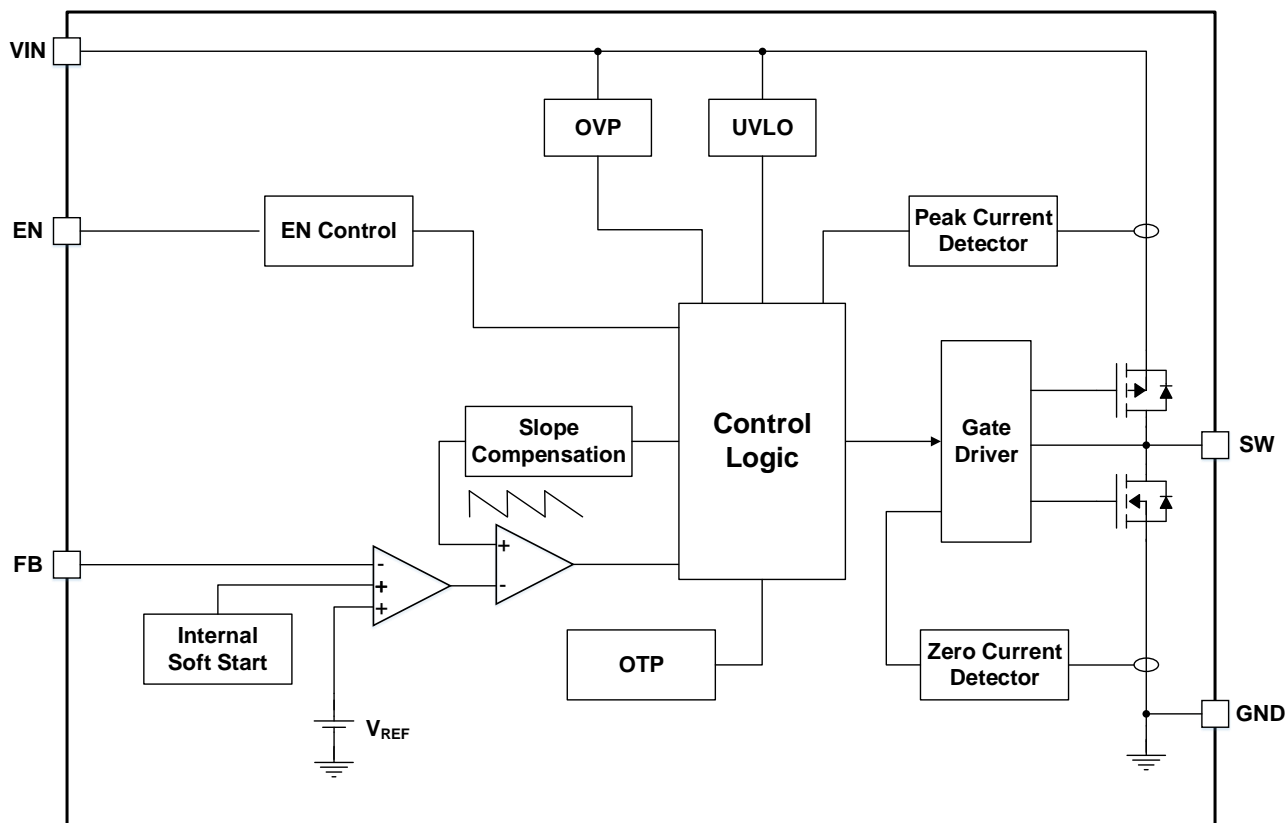 VIN
OVP
UVLO
EN
EN Control
Peak Current
Detector
Slope
Compensation
Control
Logic
Gate
Driver
SW
FB
-
+
+
+
-
Internal
Soft Start
OTP
Zero Current
Detector
VREF
GND